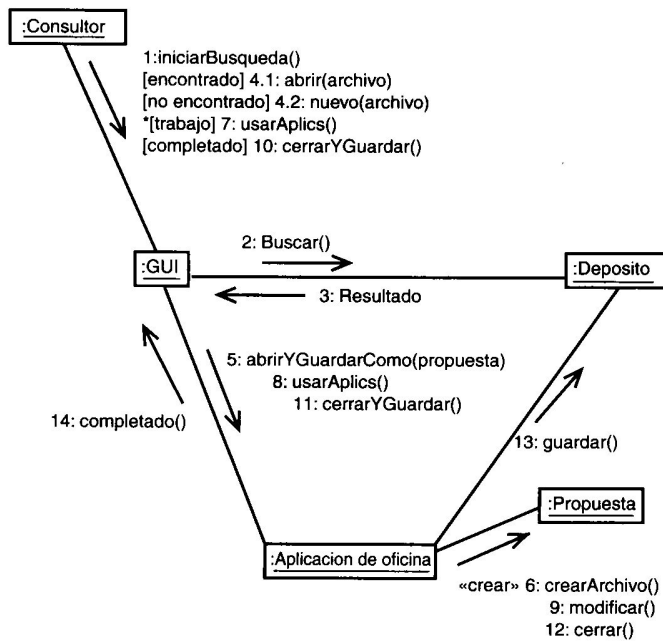 :Consultor
1:iniciarBusqueda()
[encontrado] 4.1: abrir(archivo)
[no encontrado] 4.2: nuevo(archivo)
*[trabajo] 7: usarAplics()
[completado] 10: cerrarYGuardar()
2: Buscar()
:GUI
:Deposito
3: Resultado
5: abrirYGuardarComo(propuesta)
8: usarAplics()
11: cerrarYGuardar()
14: completado()
13: guardar()
:Propuesta
:Aplicacion de oficina
«crear» 6: crearArchivo()
9: modificar()
12: cerrar()